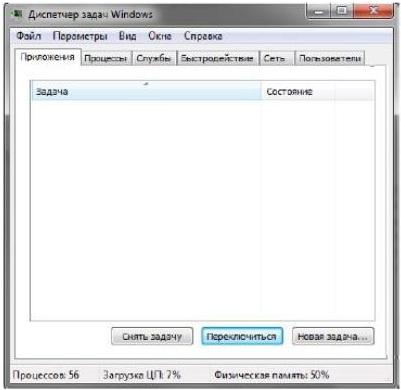 Диспетчер задач Windows
Файл Параметры Вид Окна Справка
Приложения Процессы Службы Быстродействие Сеть Пользователи
Задача Состояние
Снять задачу Переключиться Новая задача...
Процессов: 56 Загрузка ЦП: 7% Физическая память: 50%